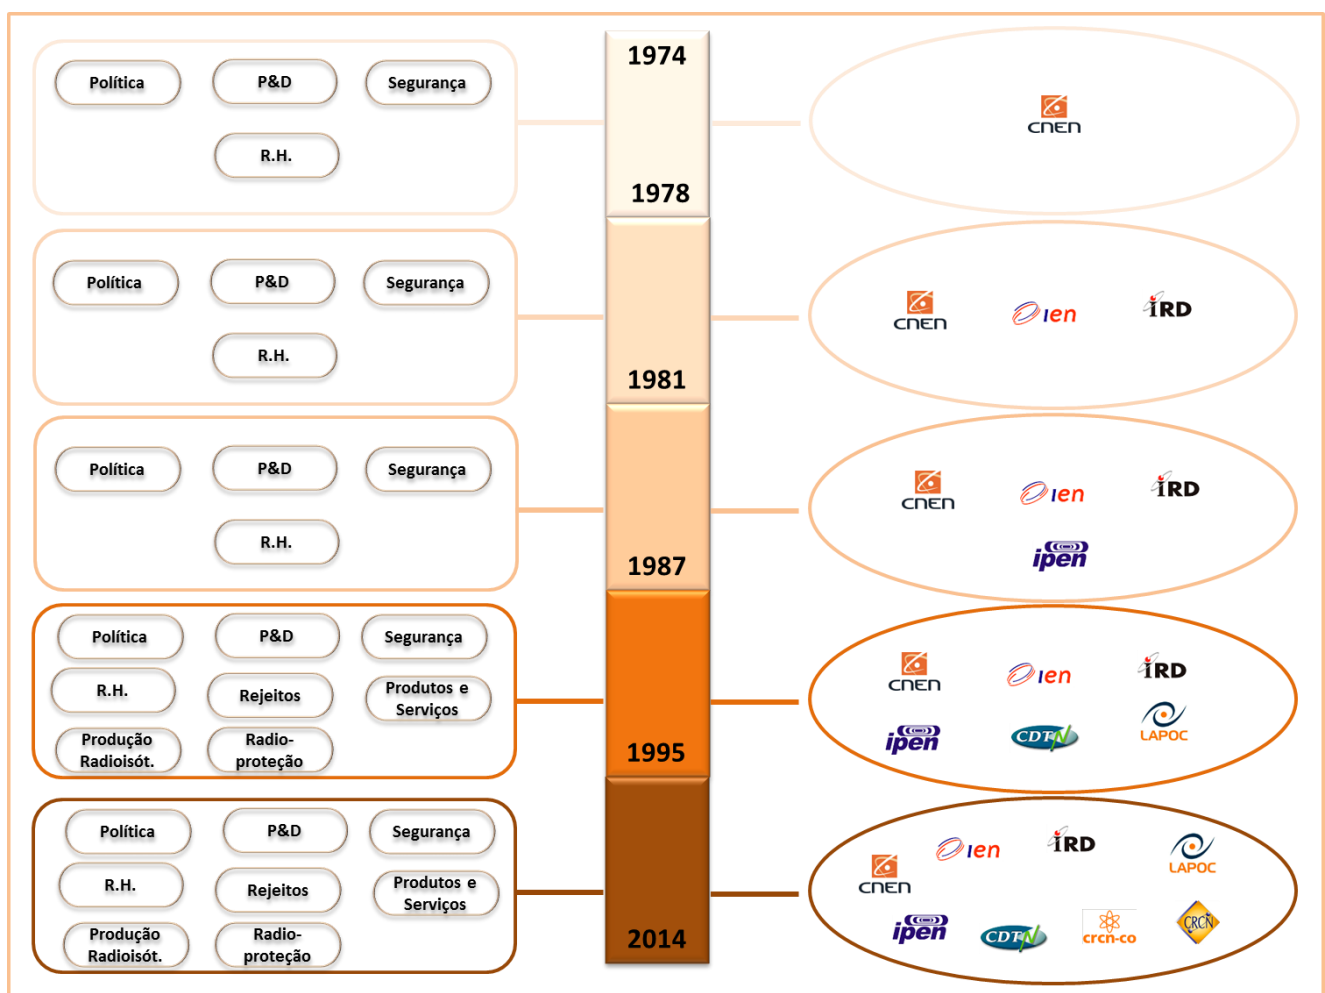 1974
Política
P&D
Segurança
R.H.
CNEN
1978
Política
P&D
Segurança
R.H.
CNEN
ien
IRD
1981
Política
P&D
Segurança
R.H.
CNEN
ien
IRD
ipen
1987
Política
P&D
Segurança
R.H.
Rejeitos
Produtos e
Serviços
Produção
Radioisót.
Radio-
proteção
CNEN
ien
IRD
ipen
CDTN
LAPOC
1995
Política
P&D
Segurança
R.H.
Rejeitos
Produtos e
Serviços
Produção
Radioisót.
Radio-
proteção
ien
IRD
LAPOC
CNEN
ipen
CDTN
crcn-co
CRCN
2014